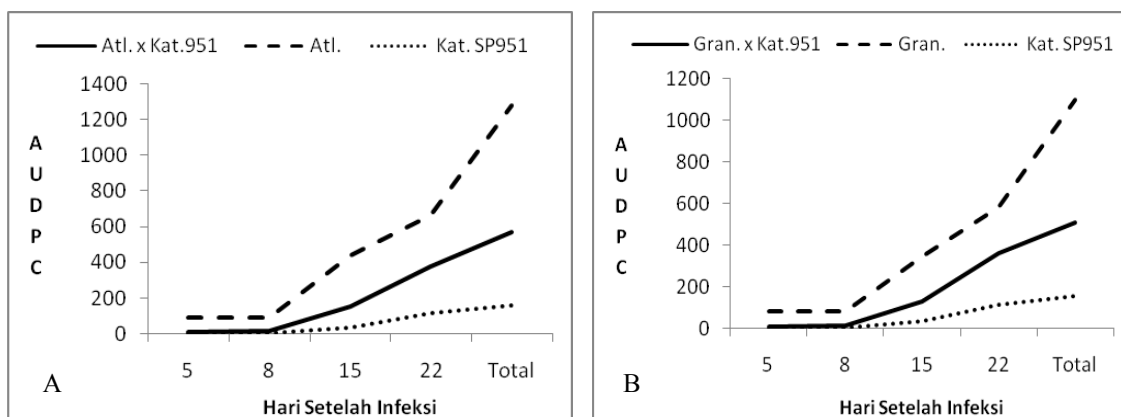 Atl. x Kat.951 Atl. Kat. SP951
1400
1200
1000
800
600
400
200
0
A
U
D
P
C
5 8 15 22 Total
A
Hari Setelah Infeksi
Gran. x Kat.951 Gran. Kat. SP951
1200
1000
800
600
400
200
0
A
U
D
P
C
5 8 15 22 Total
B
Hari Setelah Infeksi